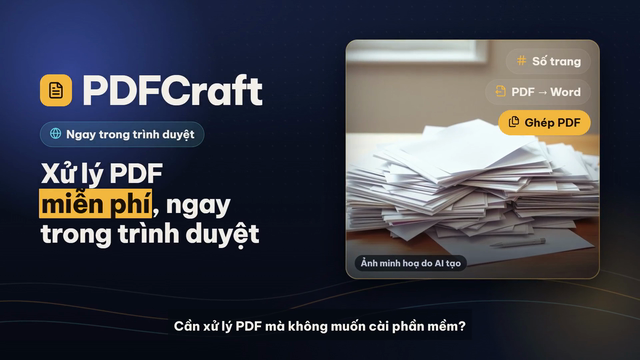 PDFCraft
Ngay trong trình duyệt
Xử lý PDF
miễn phí, ngay
trong trình duyệt
Số trang
PDF → Word
Ghép PDF
Ảnh minh hoạ do AI tạo
Cần xử lý PDF mà không muốn cài phần mềm?